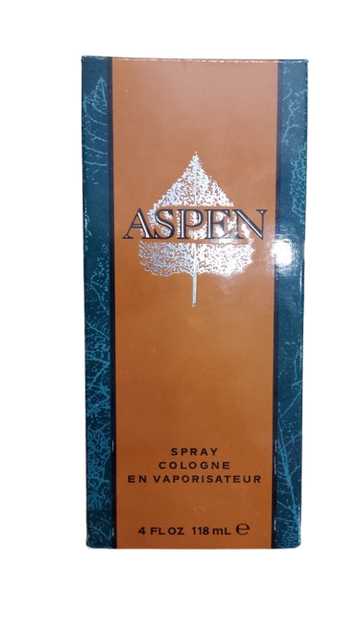 ASPEN
SPRAY
COLOGNE
EN VAPORISATEUR
4 FL OZ 118 mL ℮